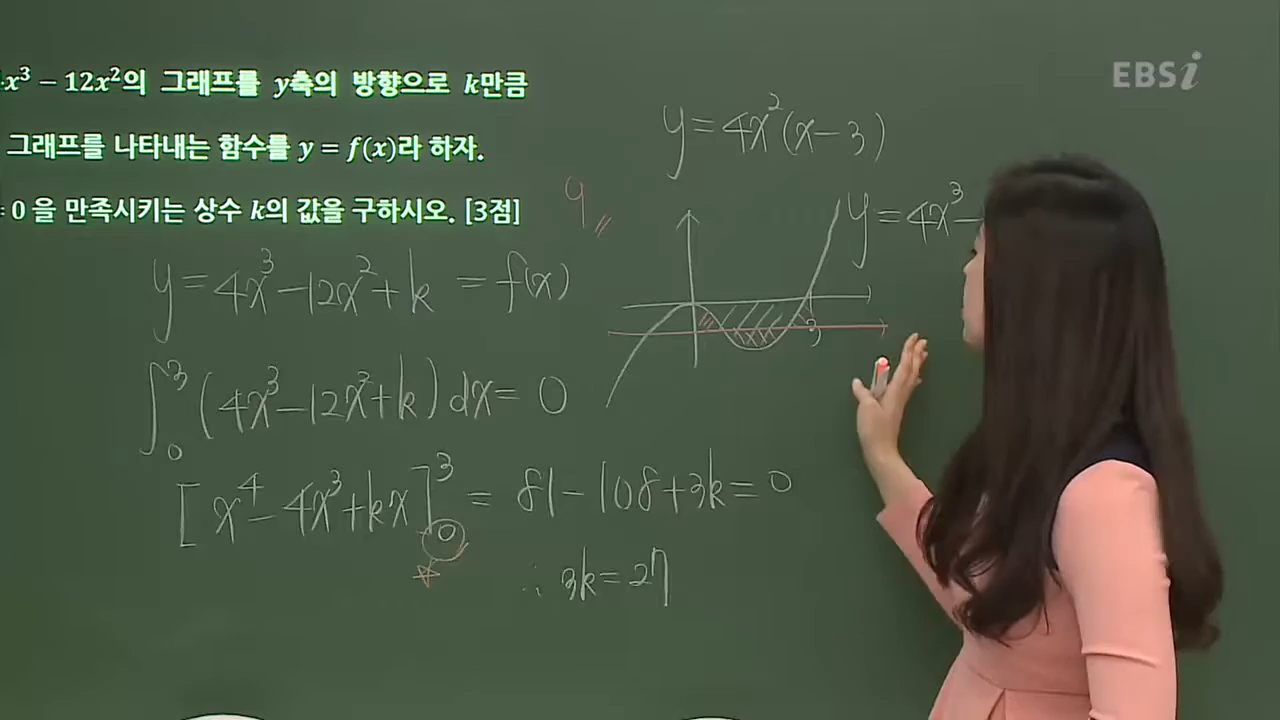 x³ − 12x²의 그래프를 y축의 방향으로 k만큼
그래프를 나타내는 함수를 y = f(x)라 하자.
= 0 을 만족시키는 상수 k의 값을 구하시오. [3점]
9
y = 4x³ − 12x² + k = f(x)
∫₀³ (4x³ − 12x² + k) dx = 0
[x⁴ − 4x³ + kx]₀³ = 81 − 108 + 3k = 0
∴ 3k = 27
EBSi
y = 4x²(x − 3)
y = 4x³ −
3